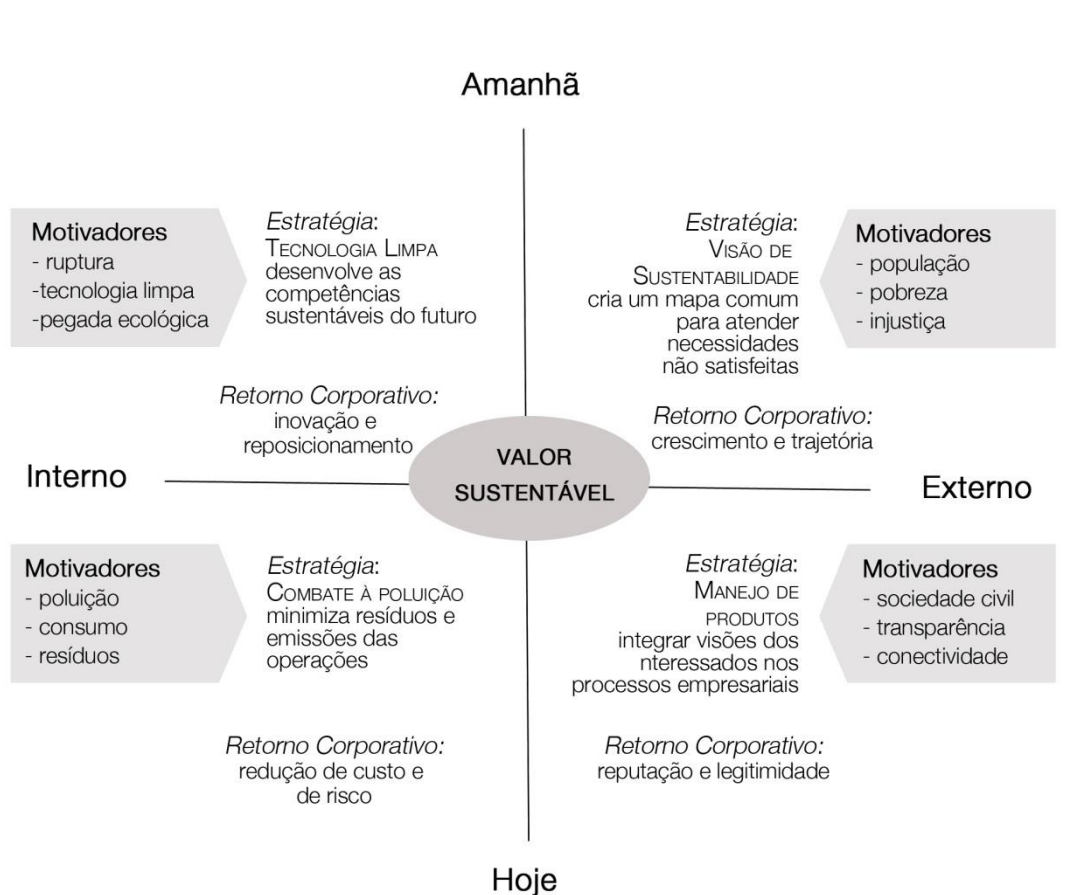 Amanhã
Motivadores
- ruptura
-tecnologia limpa
-pegada ecológica
Estratégia:
TECNOLOGIA LIMPA
desenvolve as
competências
sustentáveis do futuro
Retorno Corporativo:
inovação e
reposicionamento
Estratégia:
VISÃO DE
SUSTENTABILIDADE
cria um mapa comum
para atender
necessidades
não satisfeitas
Motivadores
- população
- pobreza
- injustiça
Retorno Corporativo:
crescimento e trajetória
Interno
VALOR
SUSTENTÁVEL
Externo
Motivadores
- poluição
- consumo
- resíduos
Estratégia:
COMBATE À POLUIÇÃO
minimiza resíduos e
emissões das
operações
Retorno Corporativo:
redução de custo e
de risco
Estratégia:
MANEJO DE
PRODUTOS
integrar visões dos
nteressados nos
processos empresariais
Motivadores
- sociedade civil
- transparência
- conectividade
Retorno Corporativo:
reputação e legitimidade
Hoje